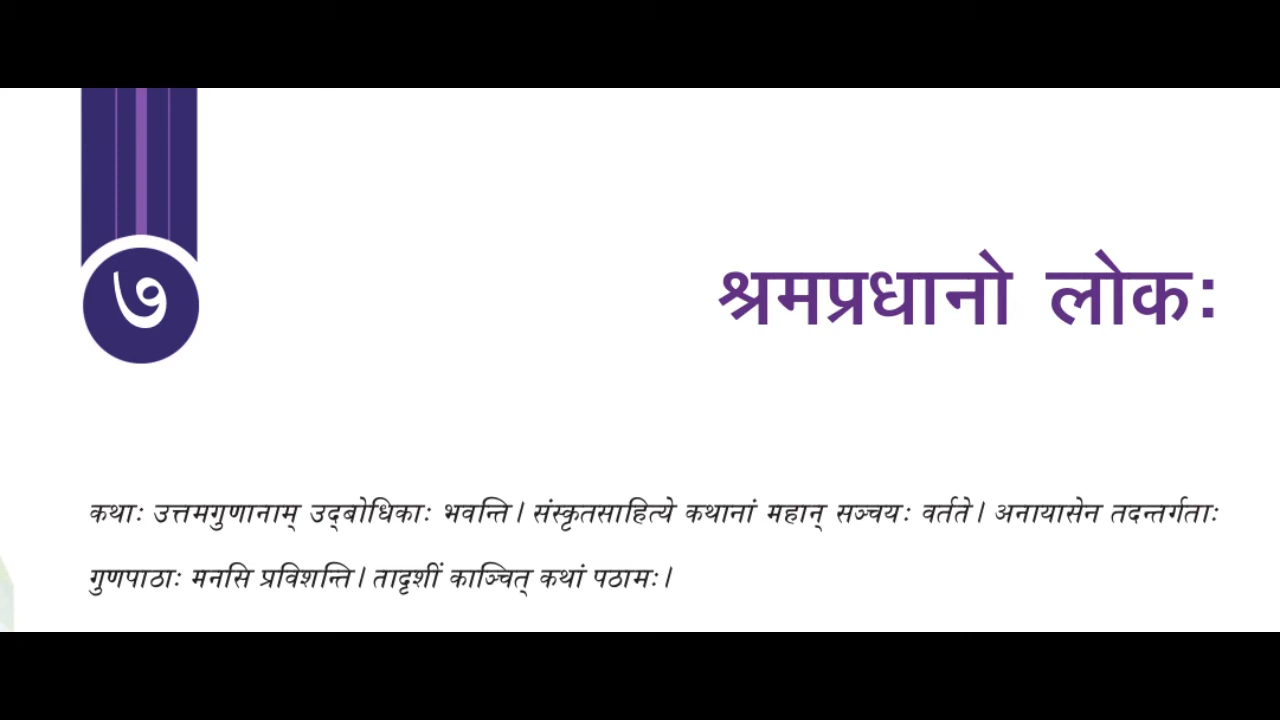 ७
श्रमप्रधानो लोकः
कथाः उत्तमगुणानाम् उद्बोधिकाः भवन्ति। संस्कृतसाहित्ये कथानां महान् सञ्चयः वर्तते। अनायासेन तदन्तर्गताः
गुणपाठाः मनसि प्रविशन्ति। तादृशीं काञ्चित् कथां पठामः।